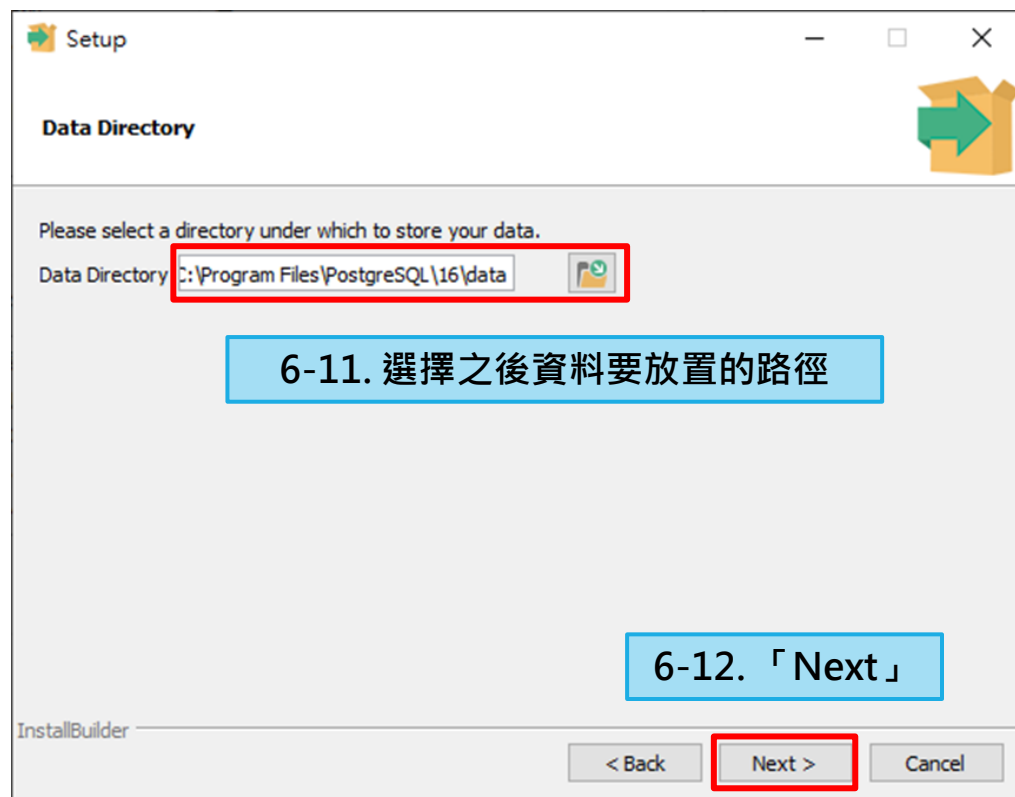 Setup
Data Directory
Please select a directory under which to store your data.
Data Directory C:\Program Files\PostgreSQL\16\data
6-11. 選擇之後資料要放置的路徑
6-12. 「Next」
InstallBuilder
< Back Next > Cancel